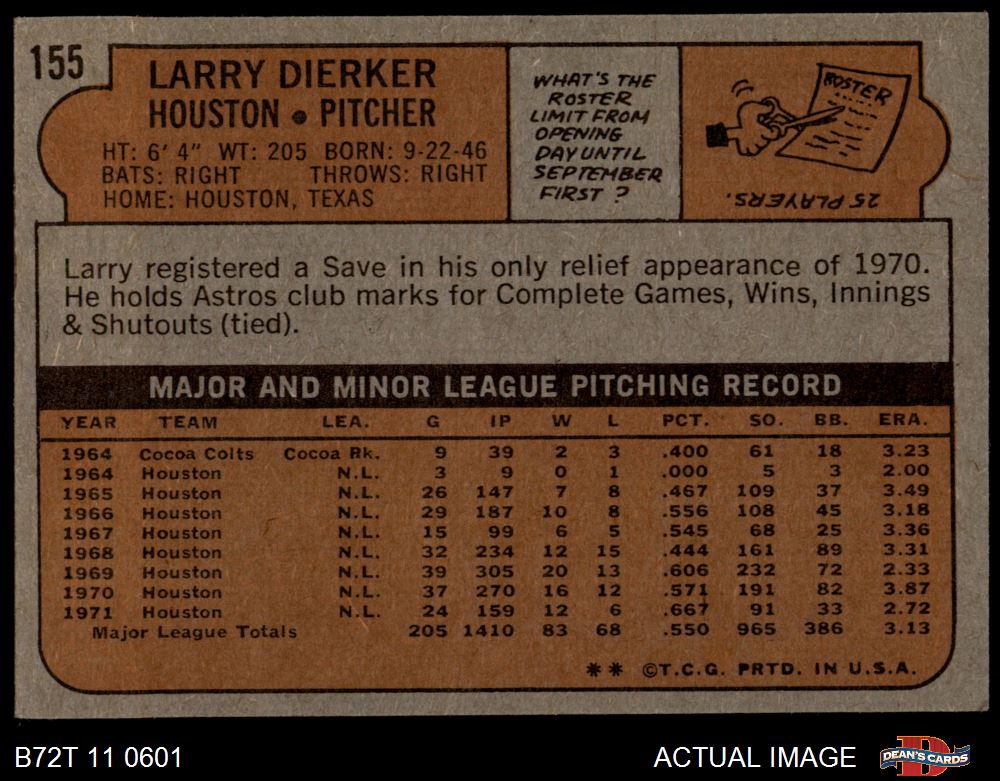 155
LARRY DIERKER
HOUSTON • PITCHER
HT: 6' 4" WT: 205 BORN: 9-22-46
BATS: RIGHT THROWS: RIGHT
HOME: HOUSTON, TEXAS
WHAT'S THE
ROSTER
LIMIT FROM
OPENING
DAY UNTIL
SEPTEMBER
FIRST ?
ROSTER
25 PLAYERS.
Larry registered a Save in his only relief appearance of 1970.
He holds Astros club marks for Complete Games, Wins, Innings
& Shutouts (tied).
MAJOR AND MINOR LEAGUE PITCHING RECORD
YEAR TEAM LEA. G IP W L PCT. SO. BB. ERA.
1964 Cocoa Colts Cocoa Rk. 9 39 2 3 .400 61 18 3.23
1964 Houston N.L. 3 9 0 1 .000 5 3 2.00
1965 Houston N.L. 26 147 7 8 .467 109 37 3.49
1966 Houston N.L. 29 187 10 8 .556 108 45 3.18
1967 Houston N.L. 15 99 6 5 .545 68 25 3.36
1968 Houston N.L. 32 234 12 15 .444 161 89 3.31
1969 Houston N.L. 39 305 20 13 .606 232 72 2.33
1970 Houston N.L. 37 270 16 12 .571 191 82 3.87
1971 Houston N.L. 24 159 12 6 .667 91 33 2.72
Major League Totals 205 1410 83 68 .550 965 386 3.13
** ©T.C.G. PRTD. IN U.S.A.
B72T 11 0601
ACTUAL IMAGE
D
DEAN'S CARDS